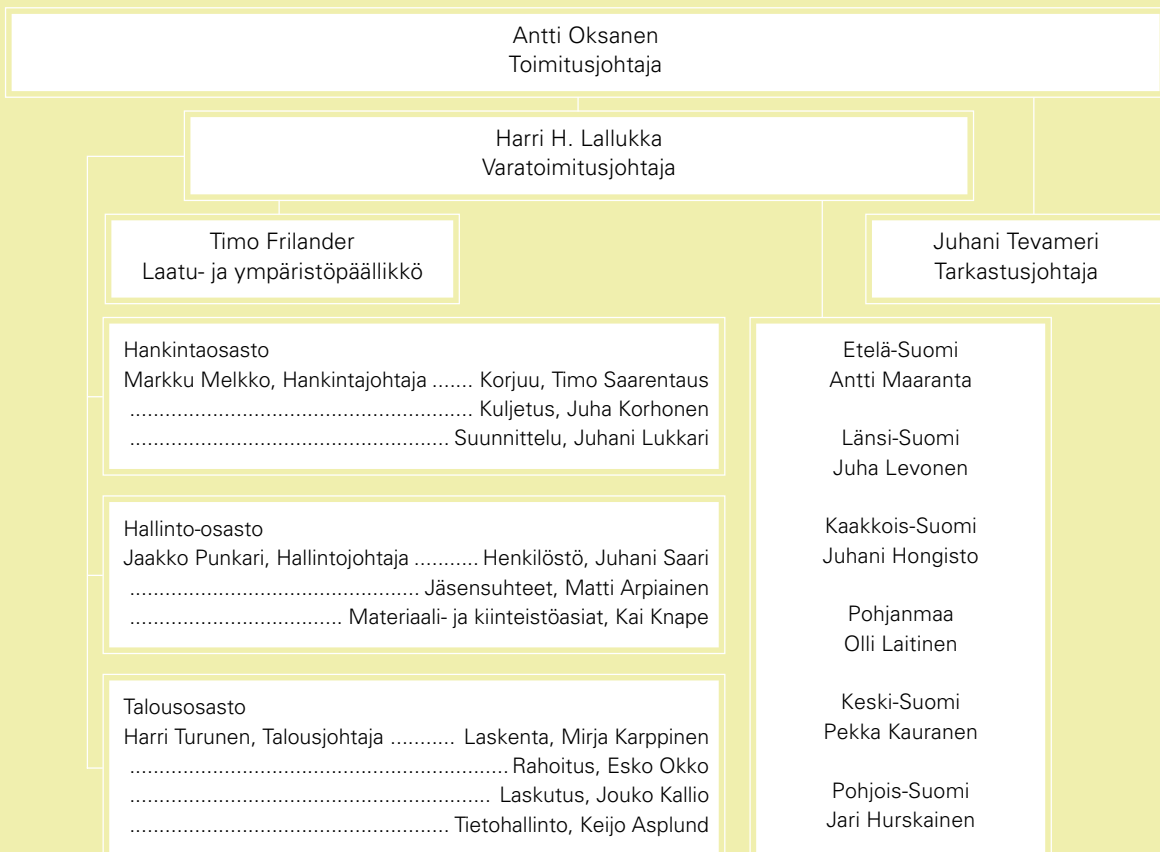 Antti Oksanen
Toimitusjohtaja
Harri H. Lallukka
Varatoimitusjohtaja
Timo Frilander
Laatu- ja ympäristöpäällikkö
Juhani Tevameri
Tarkastusjohtaja
Hankintaosasto
Markku Melkko, Hankintajohtaja ....... Korjuu, Timo Saarentaus
.......................................................... Kuljetus, Juha Korhonen
...................................................... Suunnittelu, Juhani Lukkari
Hallinto-osasto
Jaakko Punkari, Hallintojohtaja ........... Henkilöstö, Juhani Saari
................................................. Jäsensuhteet, Matti Arpiainen
.................................... Materiaali- ja kiinteistöasiat, Kai Knape
Talousosasto
Harri Turunen, Talousjohtaja ........... Laskenta, Mirja Karppinen
................................................................ Rahoitus, Esko Okko
............................................................. Laskutus, Jouko Kallio
...................................................... Tietohallinto, Keijo Asplund
Etelä-Suomi
Antti Maaranta
Länsi-Suomi
Juha Levonen
Kaakkois-Suomi
Juhani Hongisto
Pohjanmaa
Olli Laitinen
Keski-Suomi
Pekka Kauranen
Pohjois-Suomi
Jari Hurskainen